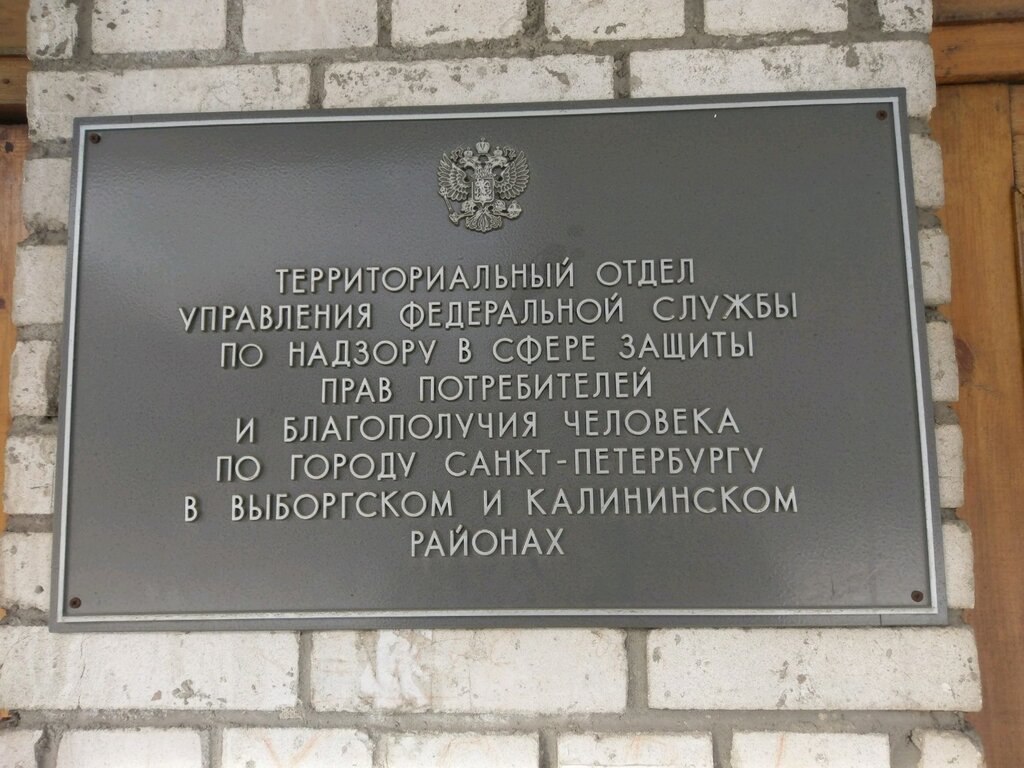 ТЕРРИТОРИАЛЬНЫЙ ОТДЕЛ
УПРАВЛЕНИЯ ФЕДЕРАЛЬНОЙ СЛУЖБЫ
ПО НАДЗОРУ В СФЕРЕ ЗАЩИТЫ
ПРАВ ПОТРЕБИТЕЛЕЙ
И БЛАГОПОЛУЧИЯ ЧЕЛОВЕКА
ПО ГОРОДУ САНКТ-ПЕТЕРБУРГУ
В ВЫБОРГСКОМ И КАЛИНИНСКОМ
РАЙОНАХ